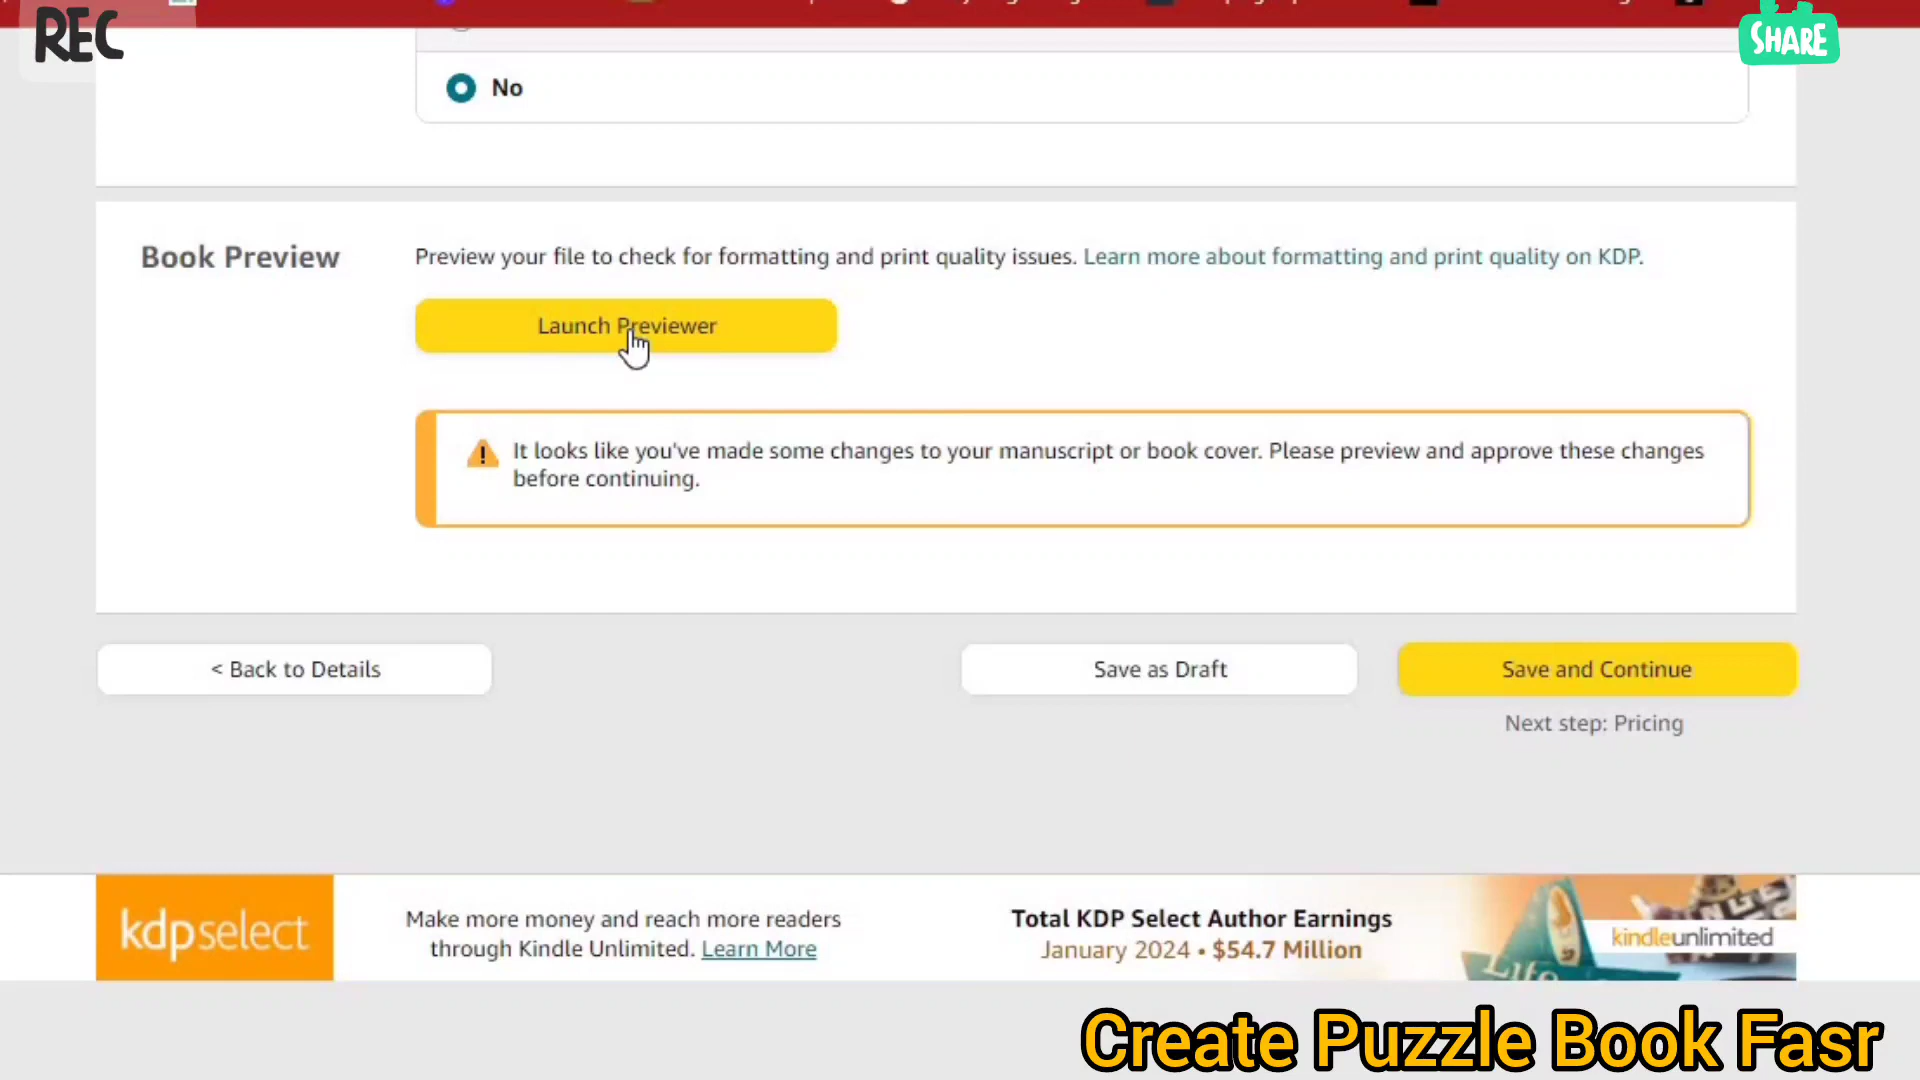 REC
SHARE
No
Book Preview
Preview your file to check for formatting and print quality issues. Learn more about formatting and print quality on KDP.
Launch Previewer
It looks like you've made some changes to your manuscript or book cover. Please preview and approve these changes
before continuing.
< Back to Details
Save as Draft
Save and Continue
Next step: Pricing
kdpselect
Make more money and reach more readers
through Kindle Unlimited. Learn More
Total KDP Select Author Earnings
January 2024 • $54.7 Million
Life
kindleunlimited
Create Puzzle Book Fasr